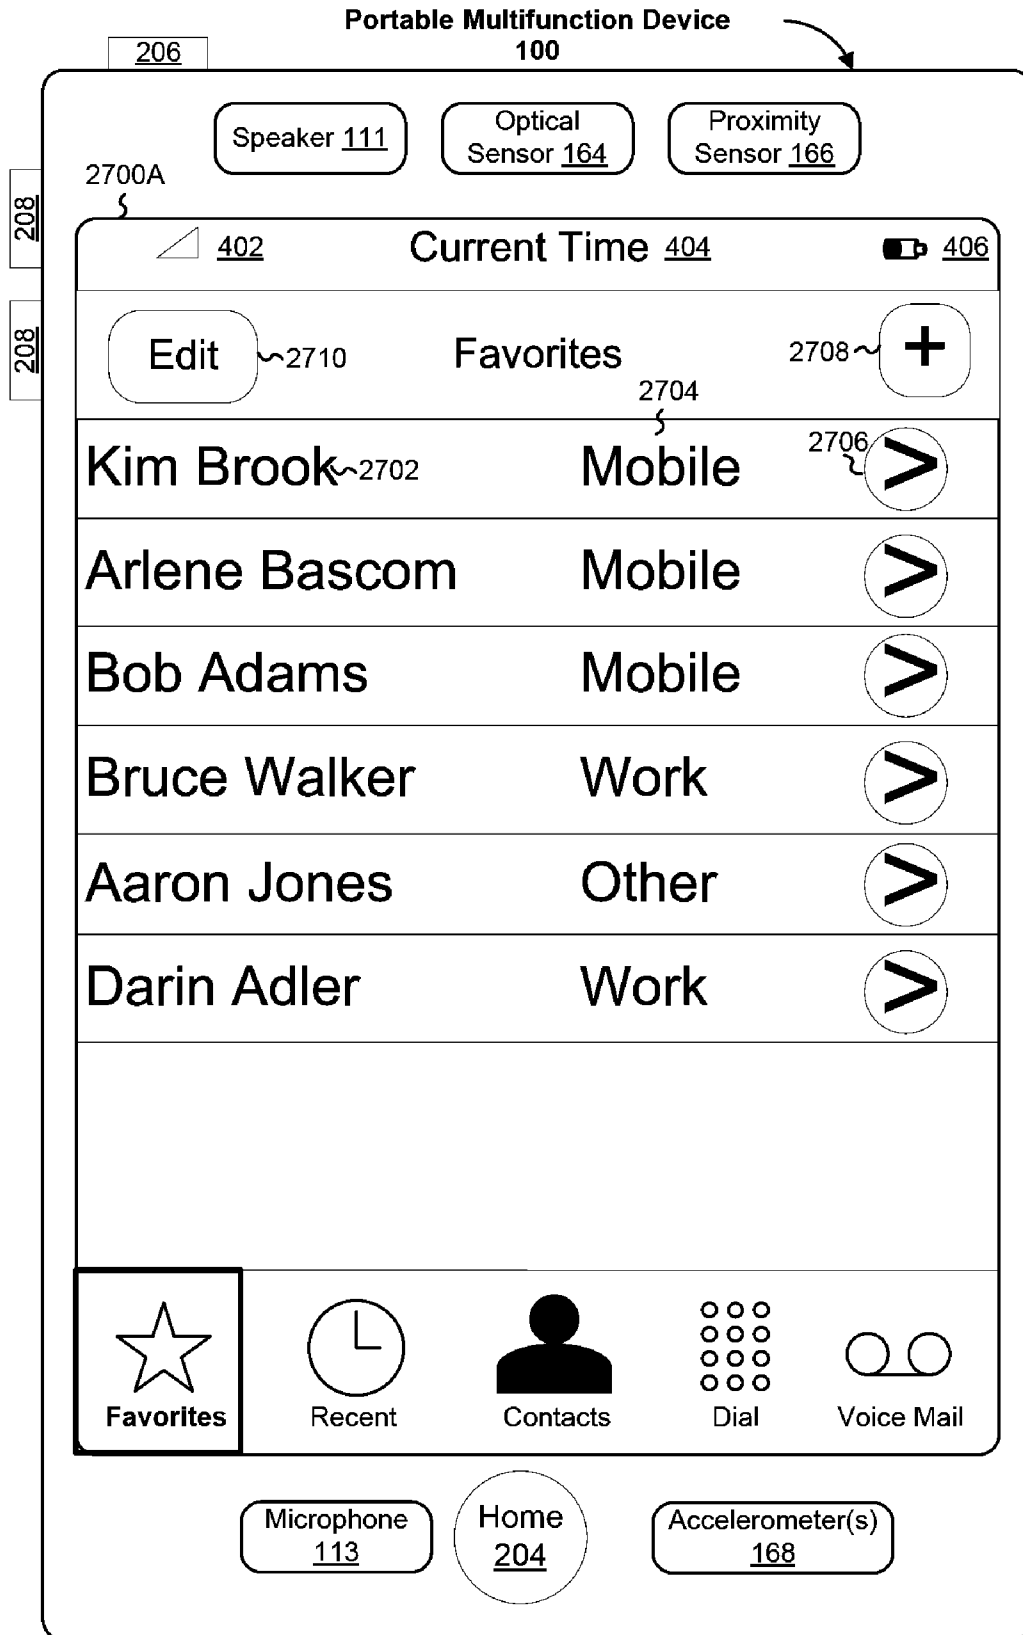 Portable Multifunction Device
100
206
Speaker 111
Optical
Sensor 164
Proximity
Sensor 166
2700A
208
402 Current Time 404 406
208
Edit 2710 Favorites 2708 +
2704
Kim Brook 2702 Mobile 2706 >
Arlene Bascom Mobile >
Bob Adams Mobile >
Bruce Walker Work >
Aaron Jones Other >
Darin Adler Work >
Favorites Recent Contacts Dial Voice Mail
Microphone
113
Home
204
Accelerometer(s)
168